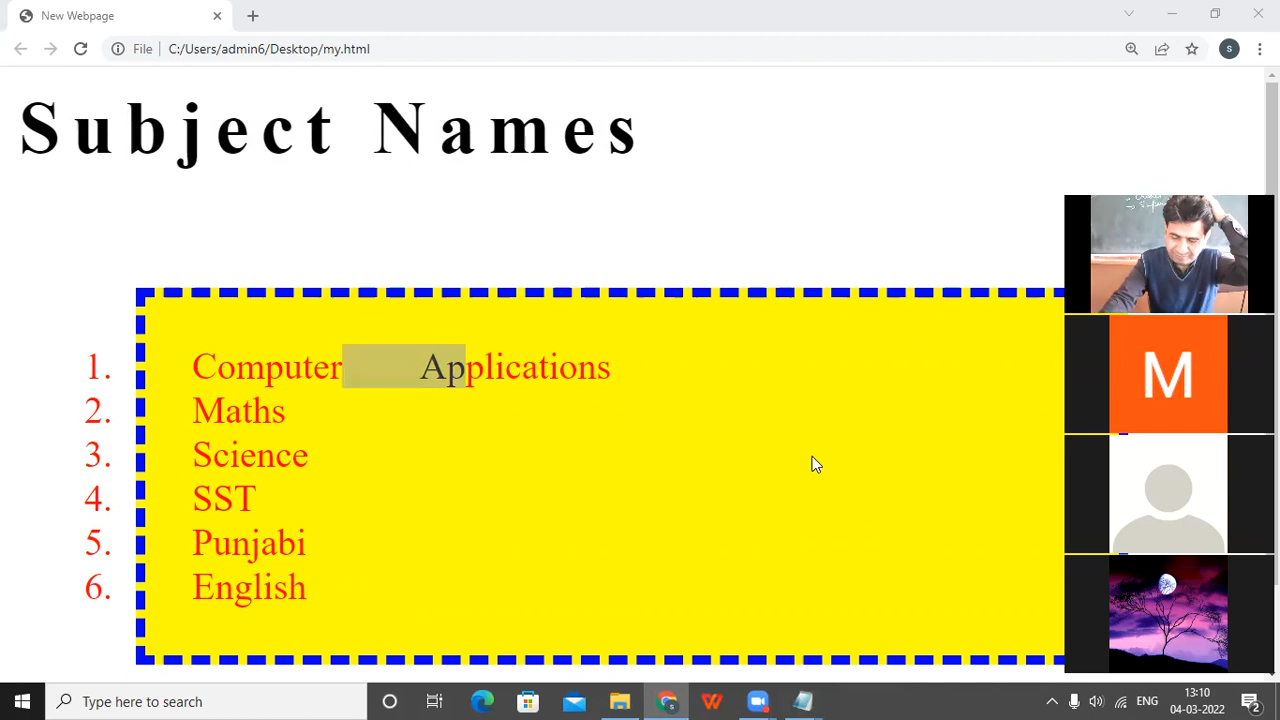 New Webpage
File C:/Users/admin6/Desktop/my.html
S
Subject Names
1. Computer Applications
2. Maths
3. Science
4. SST
5. Punjabi
6. English
M
Type here to search
W
S
ENG
13:10
04-03-2022
2